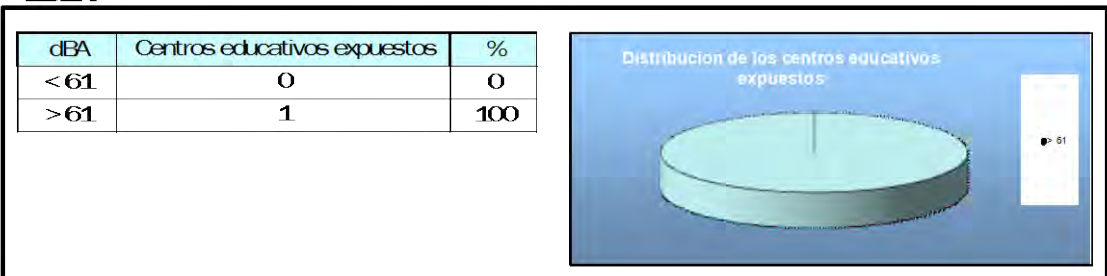 dBA Centros educativos expuestos %
<61 0 0
>61 1 100
Distribucion de los centros educativos
expuestos
> 61